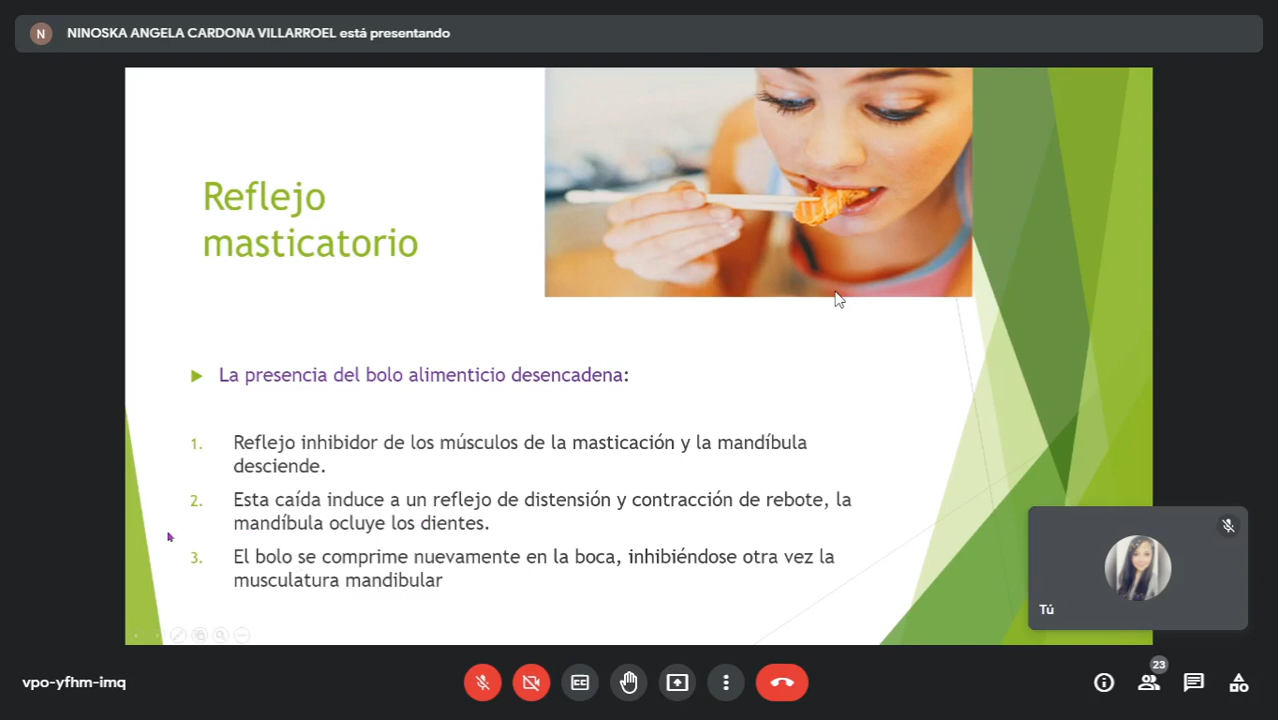 N NINOSKA ANGELA CARDONA VILLARROEL está presentando
Reflejo
masticatorio
La presencia del bolo alimenticio desencadena:
1. Reflejo inhibidor de los músculos de la masticación y la mandíbula
desciende.
2. Esta caída induce a un reflejo de distensión y contracción de rebote, la
mandíbula ocluye los dientes.
3. El bolo se comprime nuevamente en la boca, inhibiéndose otra vez la
musculatura mandibular
Tú
vpo-yfhm-imq
CC
23